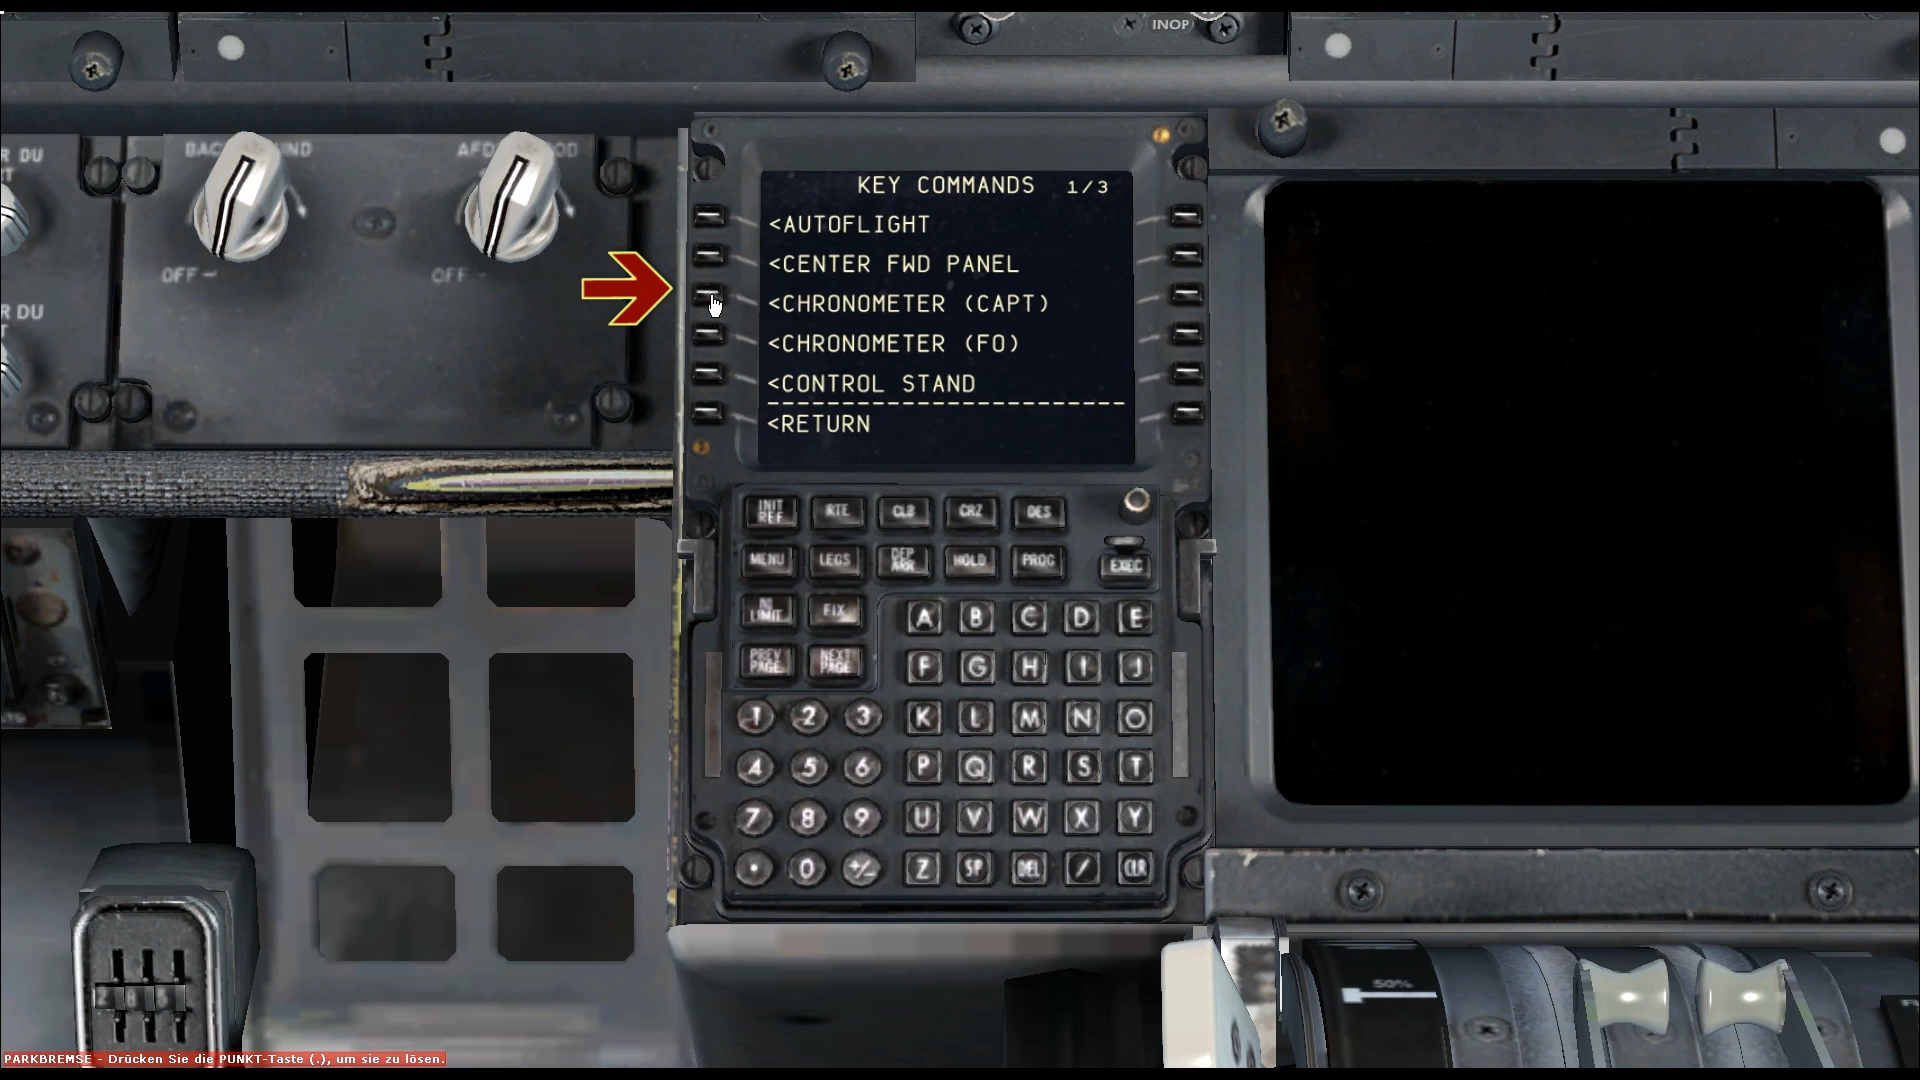 INOP
R DU
T
OFF
AFD
OFF
R DU
T
KEY COMMANDS 1/3
<AUTOFLIGHT
<CENTER FWD PANEL
<CHRONOMETER (CAPT)
<CHRONOMETER (FO)
<CONTROL STAND
------------------------
<RETURN
INIT REF RTE CLB CRZ DES
MENU LEGS DEP ARR HOLD PROG EXEC
N1 LIMIT FIX
PREV PAGE NEXT PAGE
A B C D E
F G H I J
1 2 3 K L M N O
4 5 6 P Q R S T
7 8 9 U V W X Y
. 0 +/- Z SP DEL / CLR
50%
2 8 5
PARKBREMSE - Drücken Sie die PUNKT-Taste (.), um sie zu lösen.